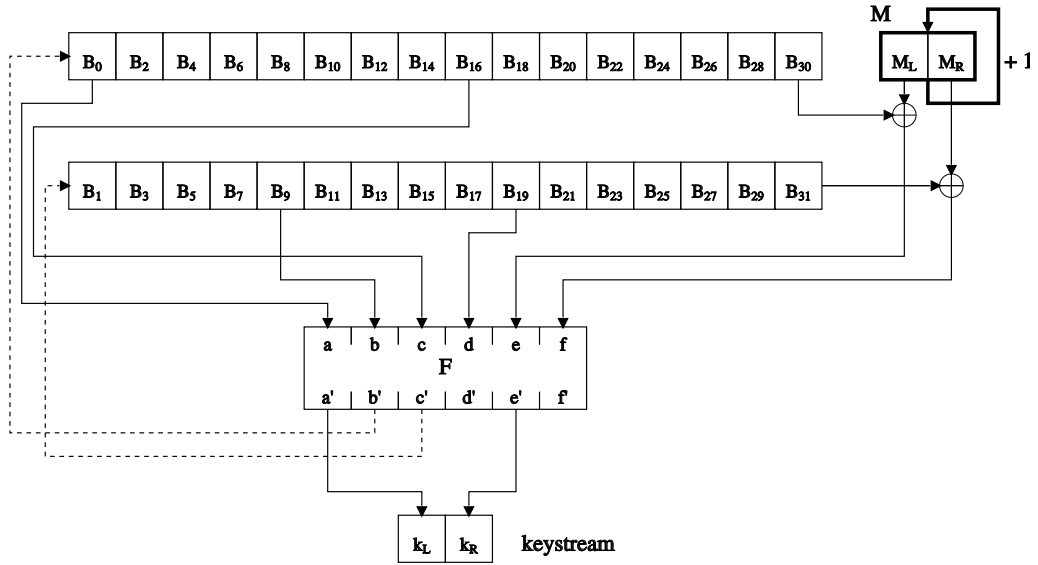 M
B0 B2 B4 B6 B8 B10 B12 B14 B16 B18 B20 B22 B24 B26 B28 B30 ML MR + 1
B1 B3 B5 B7 B9 B11 B13 B15 B17 B19 B21 B23 B25 B27 B29 B31
a b c d e f
F
a' b' c' d' e' f'
kL kR keystream